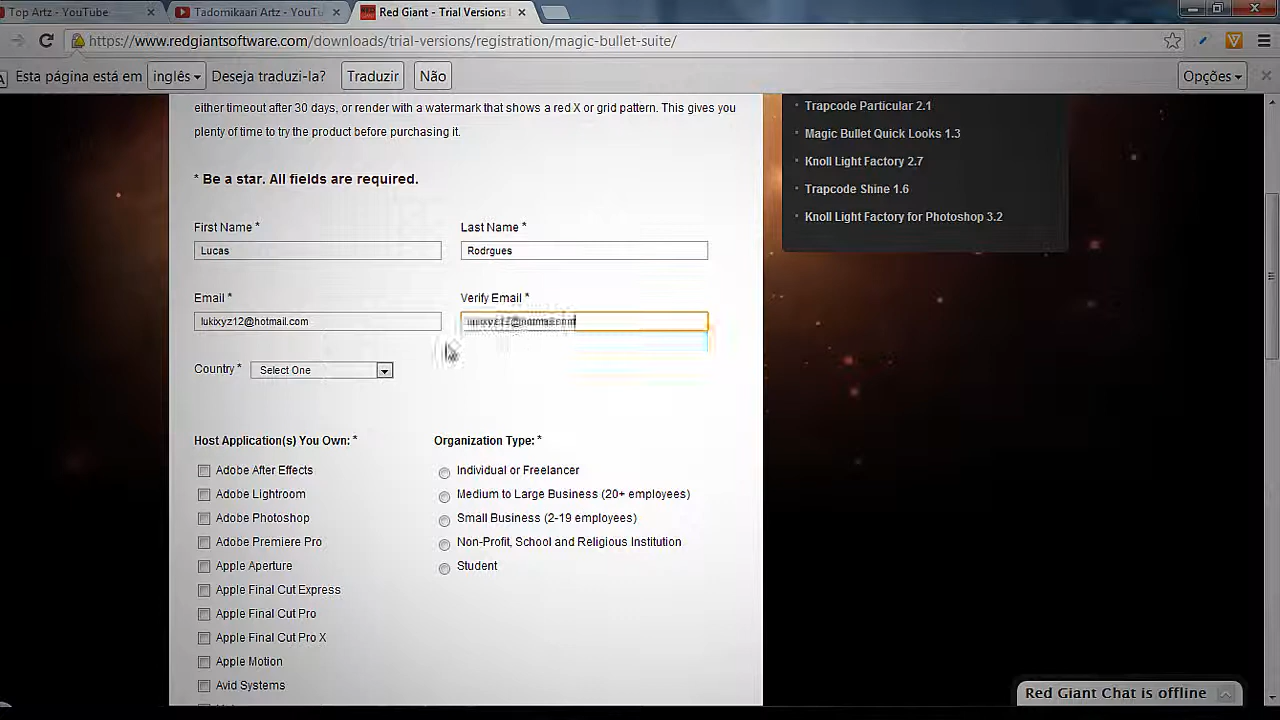 Top Artz - YouTube
Tadomikaari Artz - YouTu
Red Giant - Trial Versions
https://www.redgiantsoftware.com/downloads/trial-versions/registration/magic-bullet-suite/
Esta página está em inglês Deseja traduzi-la? Traduzir Não Opções
either timeout after 30 days, or render with a watermark that shows a red X or grid pattern. This gives you
plenty of time to try the product before purchasing it.
* Be a star. All fields are required.
First Name * Last Name *
Lucas Rodrgues
Email * Verify Email *
lukixyz12@hotmail.com lukixyz12@hotmail.com
Country * Select One
Host Application(s) You Own: *
Adobe After Effects
Adobe Lightroom
Adobe Photoshop
Adobe Premiere Pro
Apple Aperture
Apple Final Cut Express
Apple Final Cut Pro
Apple Final Cut Pro X
Apple Motion
Avid Systems
Organization Type: *
Individual or Freelancer
Medium to Large Business (20+ employees)
Small Business (2-19 employees)
Non-Profit, School and Religious Institution
Student
Trapcode Particular 2.1
Magic Bullet Quick Looks 1.3
Knoll Light Factory 2.7
Trapcode Shine 1.6
Knoll Light Factory for Photoshop 3.2
Red Giant Chat is offline